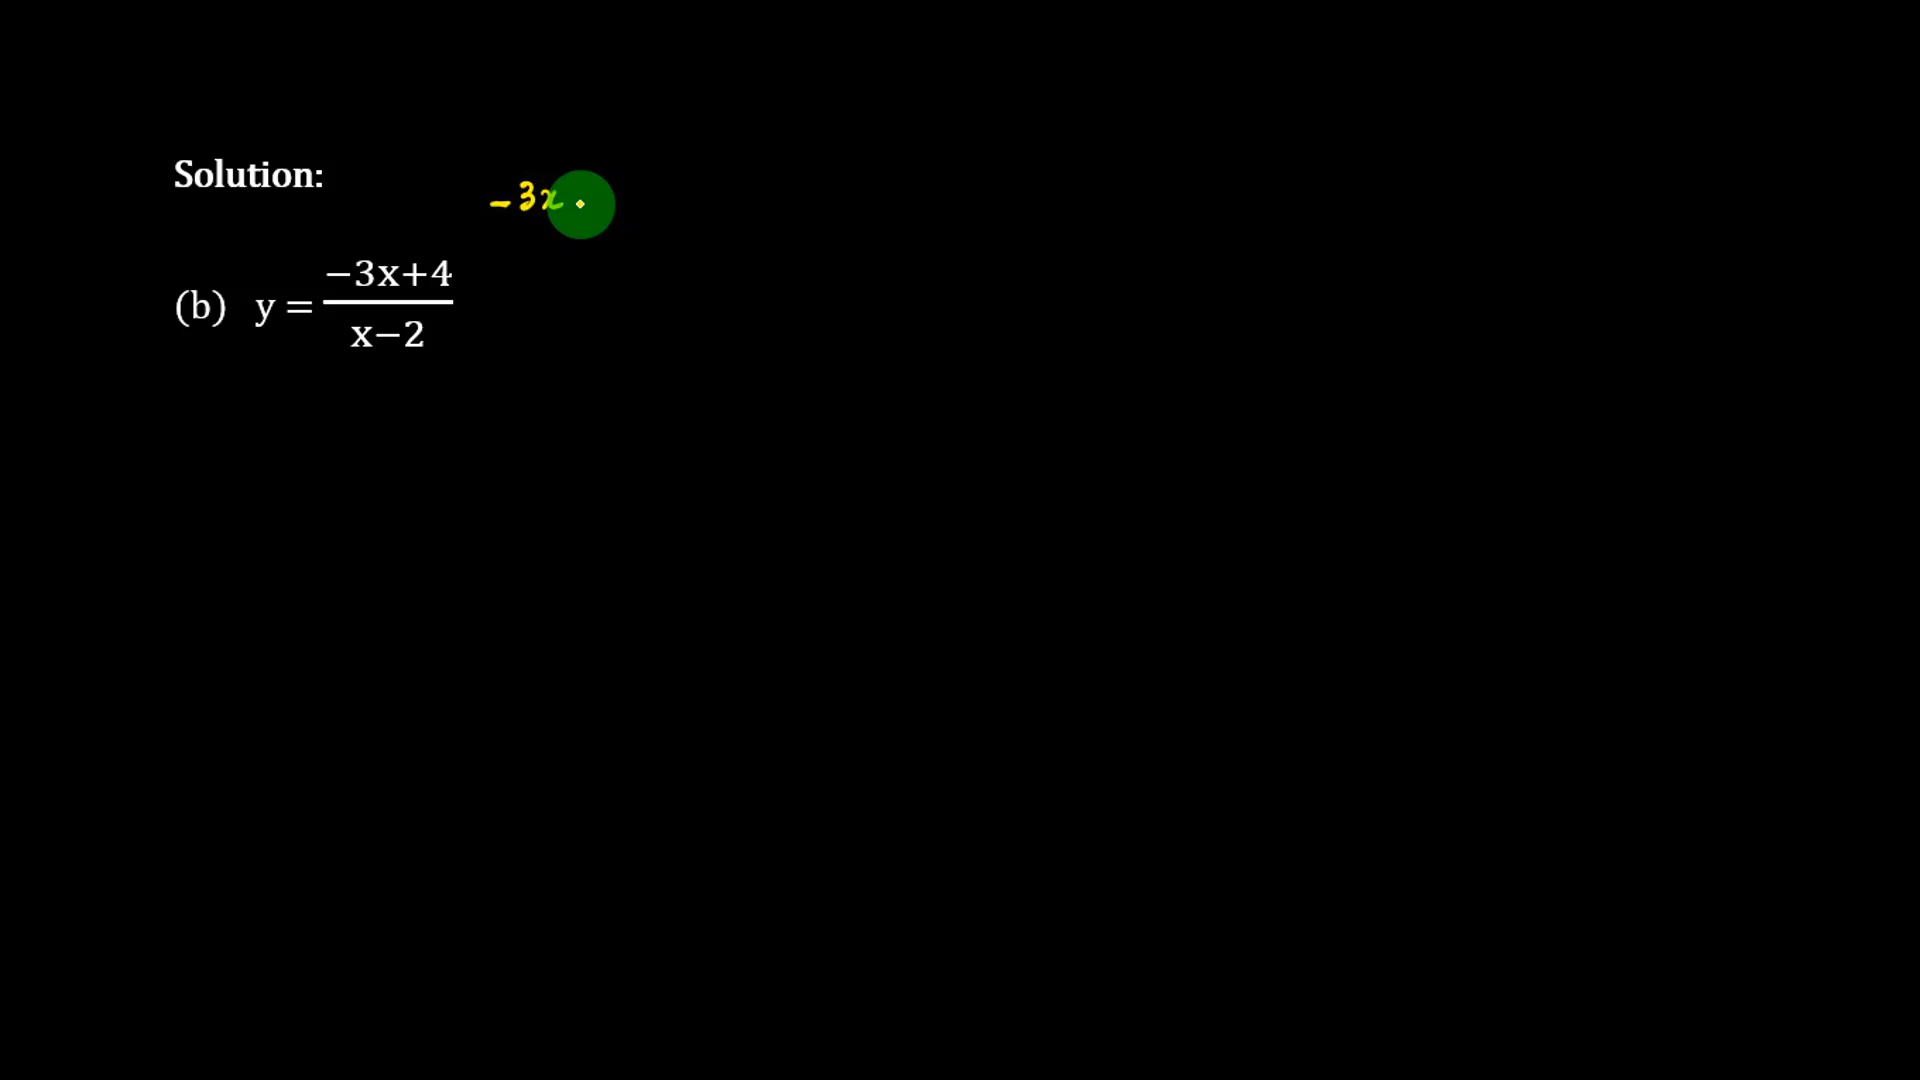 Solution:
−3x
(b) y = −3x+4
x−2